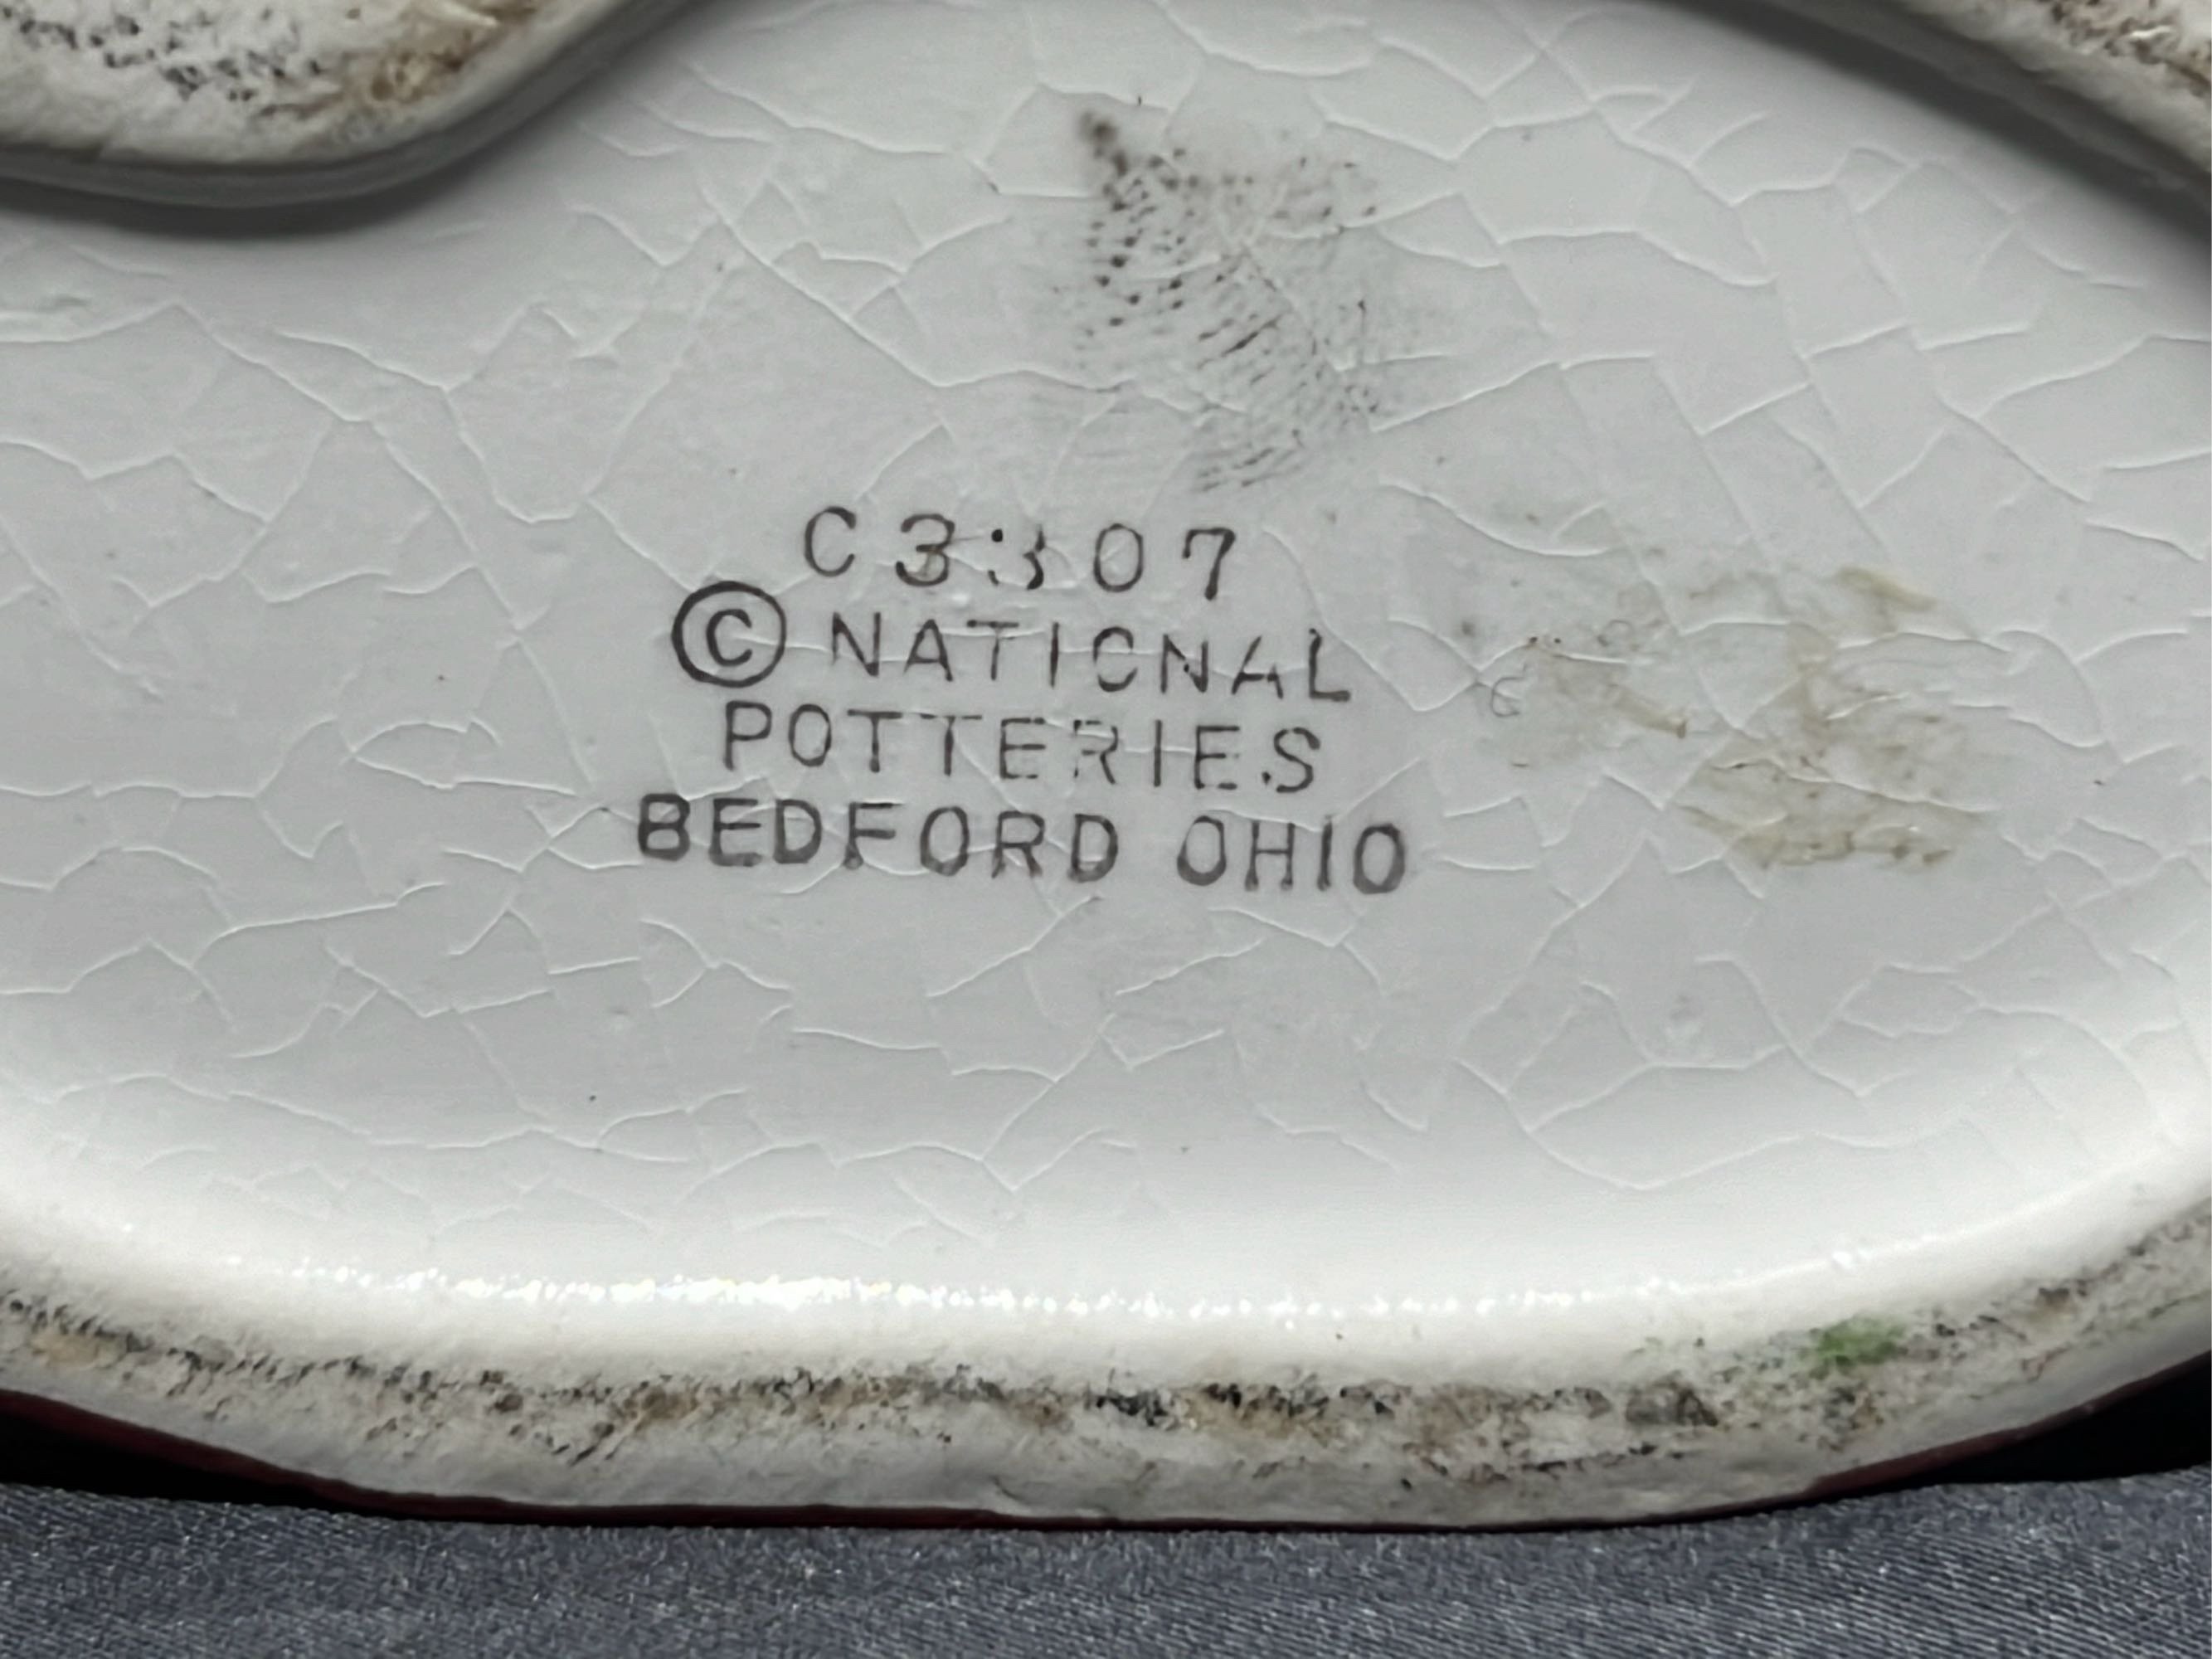 C3307
© NATIONAL
POTTERIES
BEDFORD OHIO